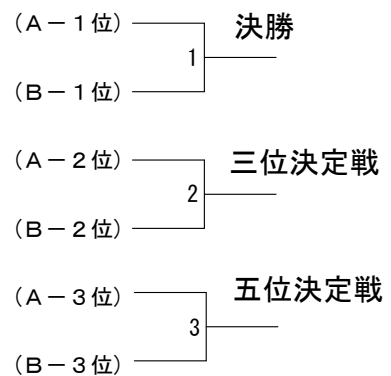 (A－1位)
決勝
1
(B－1位)
(A－2位)
三位決定戦
2
(B－2位)
(A－3位)
五位決定戦
3
(B－3位)